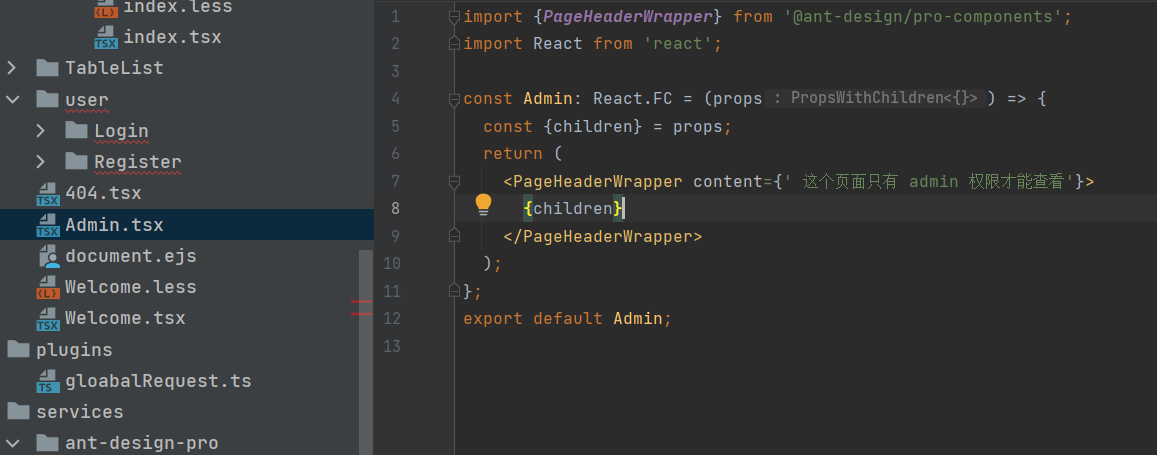 index.less
index.tsx
TableList
user
Login
Register
404.tsx
Admin.tsx
document.ejs
Welcome.less
Welcome.tsx
plugins
gloabalRequest.ts
services
ant-design-pro
1 import {PageHeaderWrapper} from '@ant-design/pro-components';
2 import React from 'react';
3
4 const Admin: React.FC = (props : PropsWithChildren<{}> ) => {
5 const {children} = props;
6 return (
7 <PageHeaderWrapper content={' 这个页面只有 admin 权限才能查看'}>
8 {children}
9 </PageHeaderWrapper>
10 );
11 };
12 export default Admin;
13